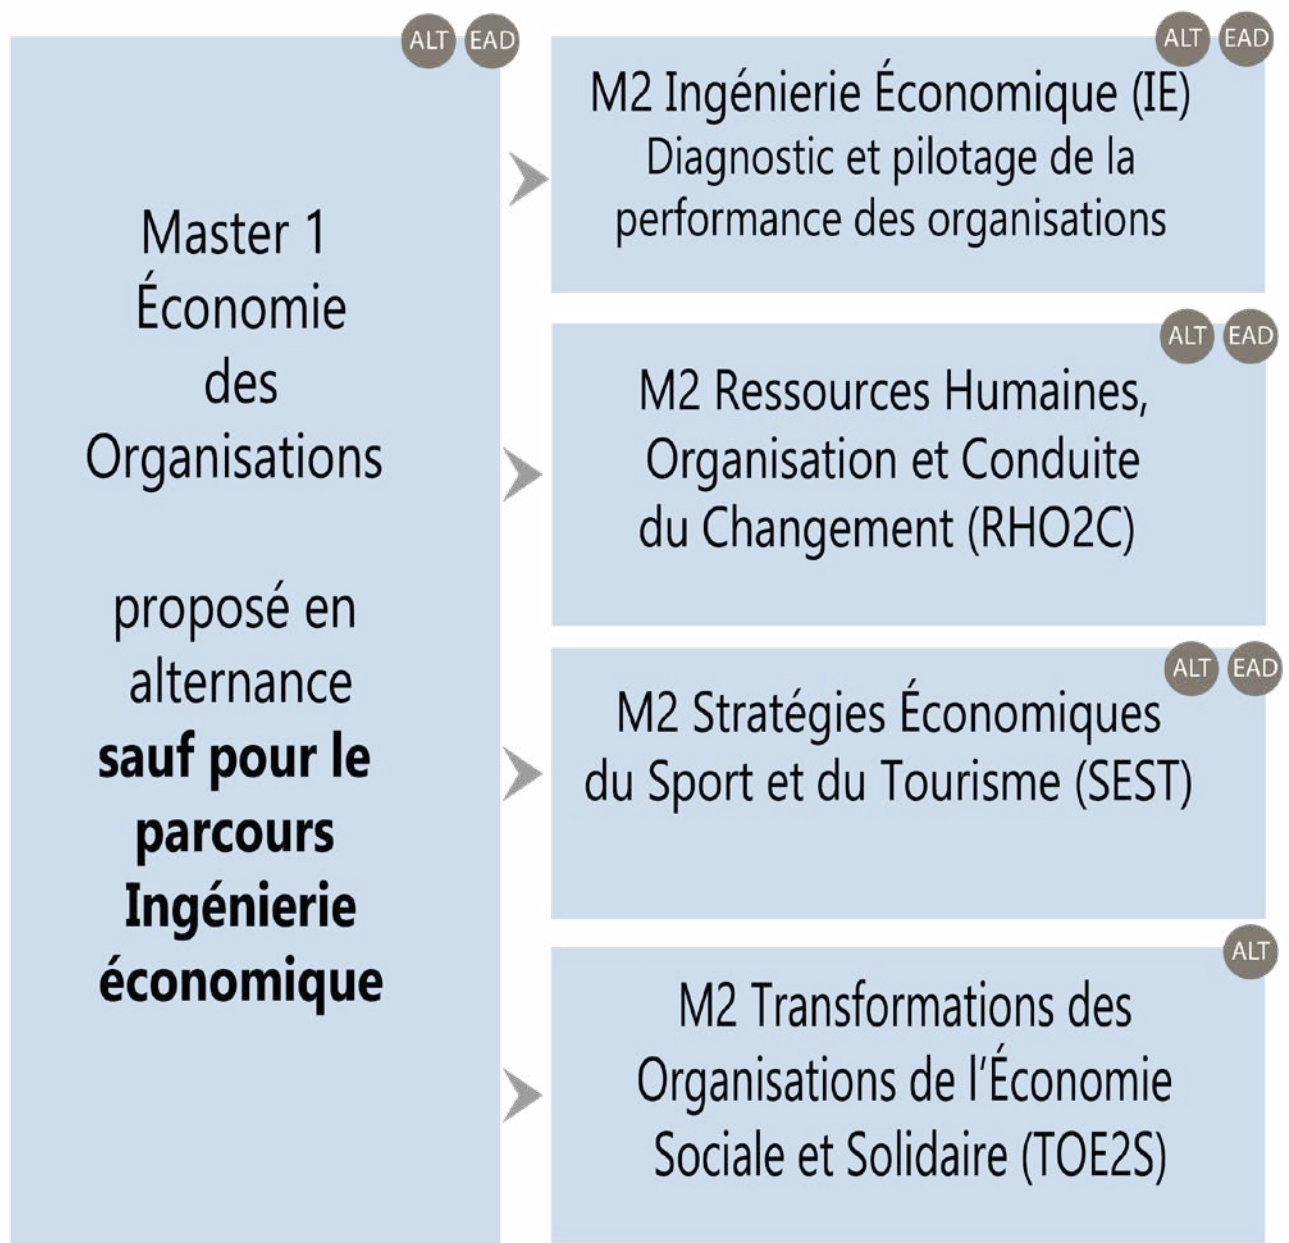 ALT EAD
Master 1
Économie
des
Organisations
proposé en
alternance
sauf pour le
parcours
Ingénierie
économique
ALT EAD
M2 Ingénierie Économique (IE)
Diagnostic et pilotage de la
performance des organisations
ALT EAD
M2 Ressources Humaines,
Organisation et Conduite
du Changement (RHO2C)
ALT EAD
M2 Stratégies Économiques
du Sport et du Tourisme (SEST)
ALT
M2 Transformations des
Organisations de l'Économie
Sociale et Solidaire (TOE2S)